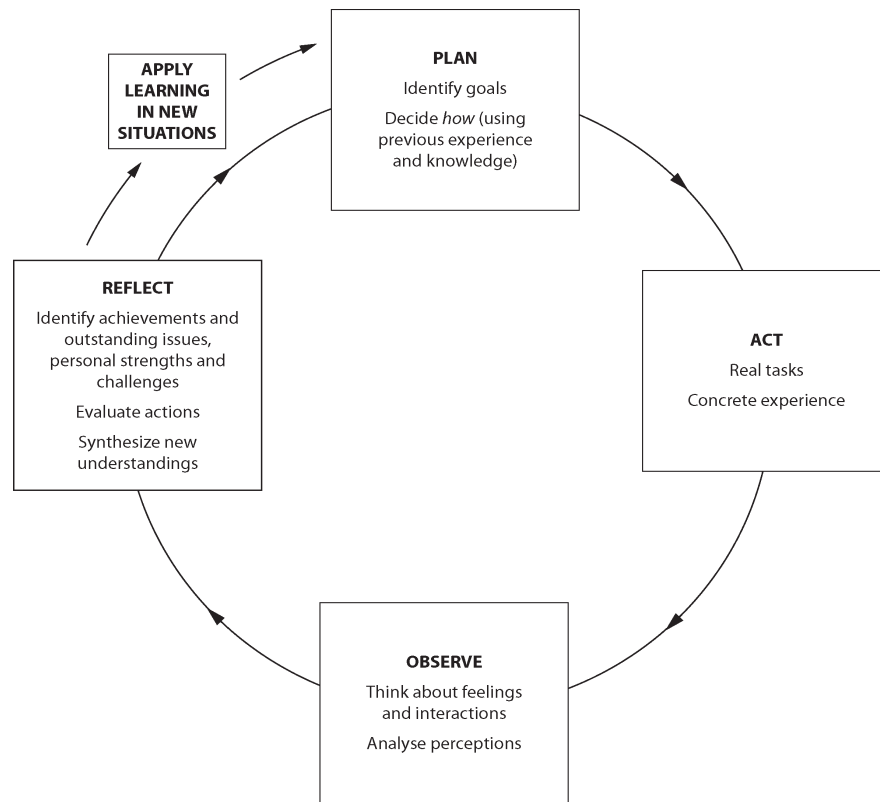 APPLY
LEARNING
IN NEW
SITUATIONS
PLAN
Identify goals
Decide how (using
previous experience
and knowledge)
ACT
Real tasks
Concrete experience
OBSERVE
Think about feelings
and interactions
Analyse perceptions
REFLECT
Identify achievements and
outstanding issues,
personal strengths and
challenges
Evaluate actions
Synthesize new
understandings